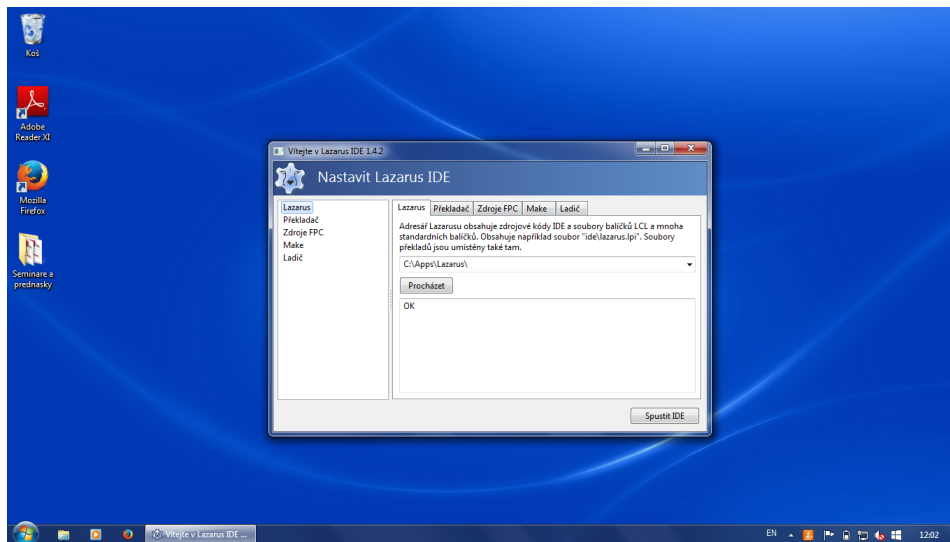 Koš
Adobe
Reader XI
Mozilla
Firefox
Seminare a
prednasky
Vítejte v Lazarus IDE 1.4.2
Nastavit Lazarus IDE
Lazarus
Překladač
Zdroje FPC
Make
Ladič
Lazarus Překladač Zdroje FPC Make Ladič
Adresář Lazarusu obsahuje zdrojové kódy IDE a soubory balíčků LCL a mnoha
standardních balíčků. Obsahuje například soubor "ide\lazarus.lpi". Soubory
překladů jsou umístěny také tam.
C:\Apps\Lazarus\
Procházet
OK
Spustit IDE
Vítejte v Lazarus IDE ...
EN
12:02